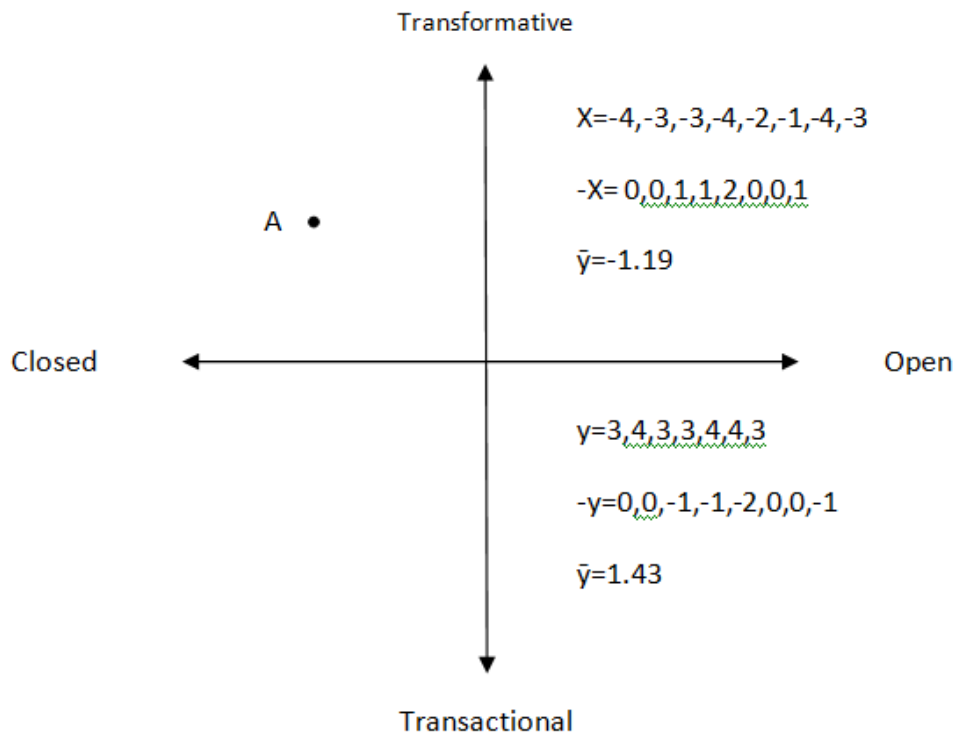 Transformative
X=-4,-3,-3,-4,-2,-1,-4,-3
-X= 0,0,1,1,2,0,0,1
A
ȳ=-1.19
Closed
Open
y=3,4,3,3,4,4,3
-y=0,0,-1,-1,-2,0,0,-1
ȳ=1.43
Transactional